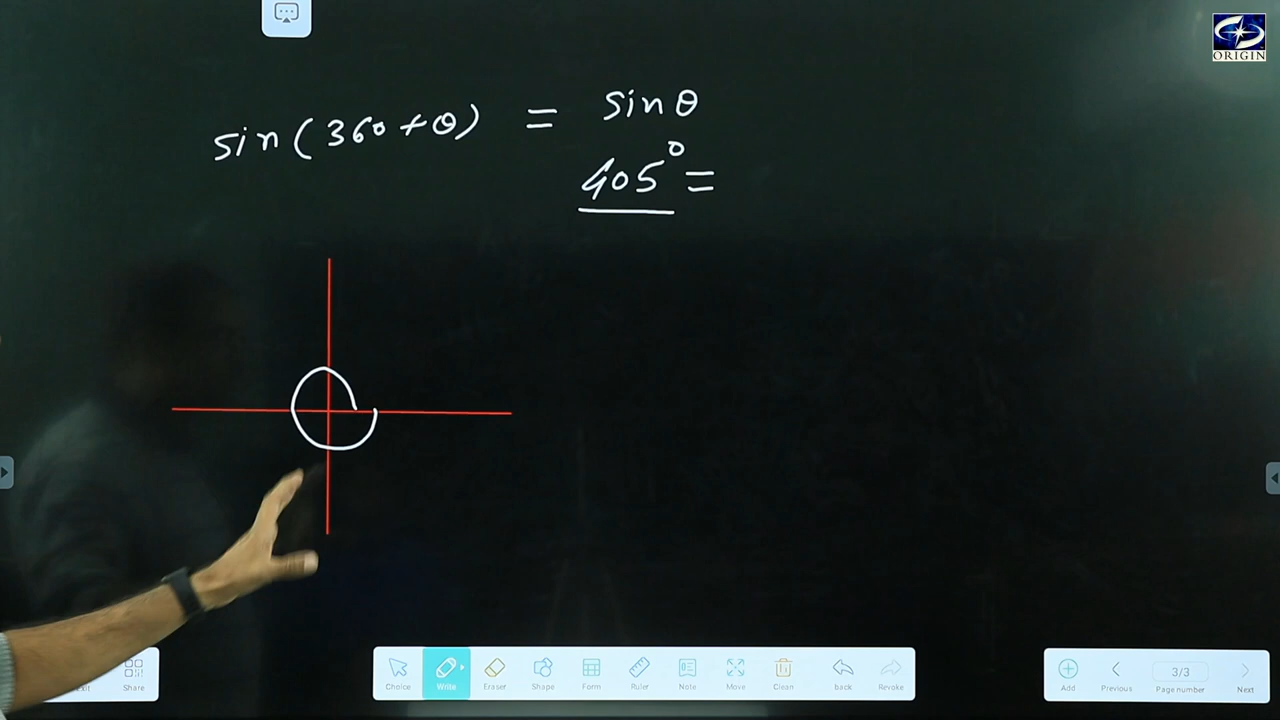 ORIGIN
sin(360+θ) = sinθ
405° =
Share
Choice Write Eraser Shape Form Ruler Note Move Clean back Revoke
Add Previous 3/3 Page number Next